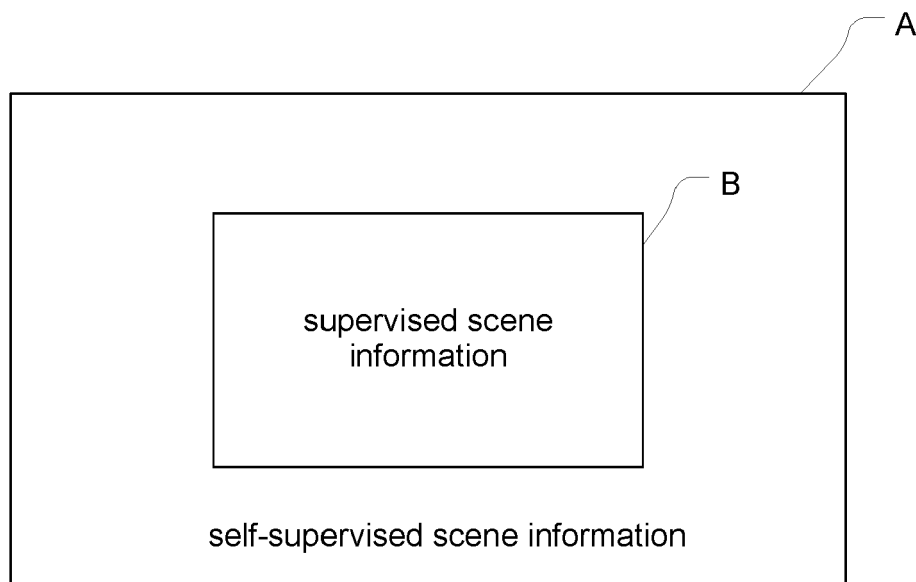 A
B
supervised scene
information
self-supervised scene information